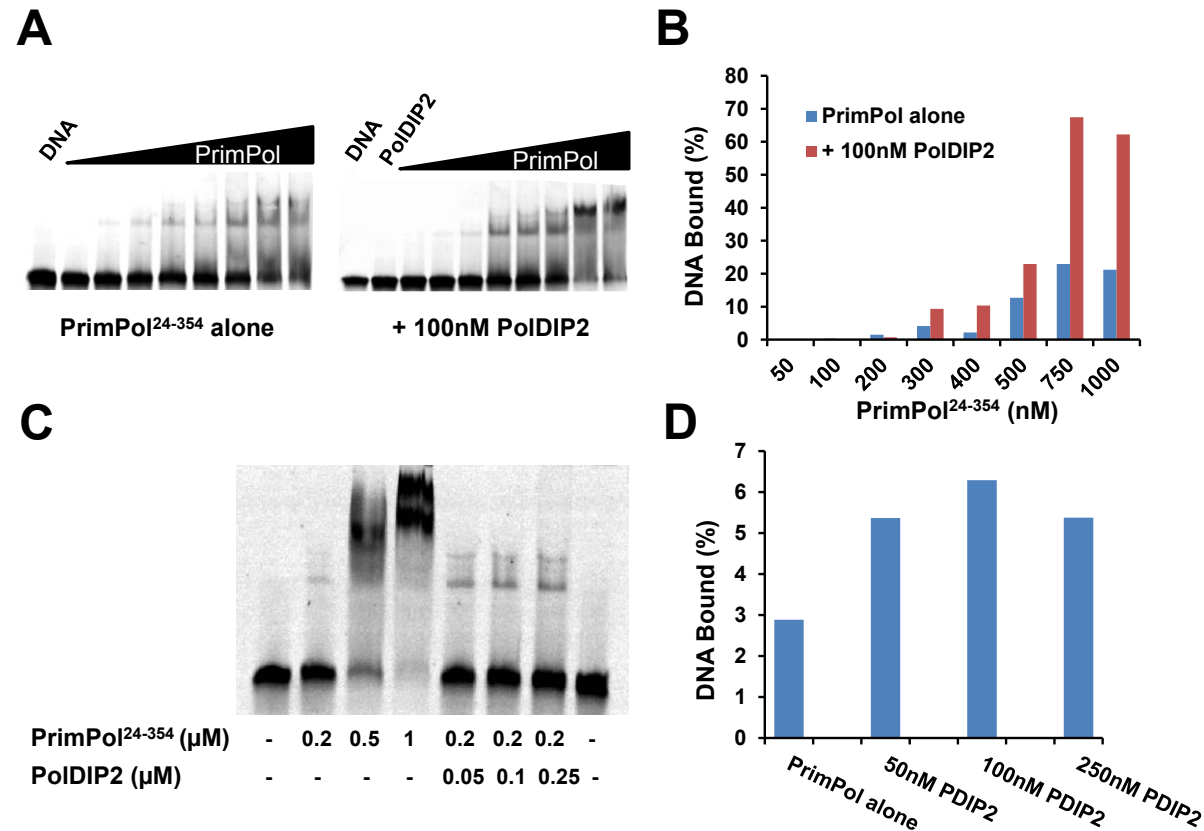 A
DNA
PrimPol
PrimPol24-354 alone
DNA
PolDIP2
PrimPol
+ 100nM PolDIP2
B
80
70
60
50
40
30
20
10
0
DNA Bound (%)
PrimPol alone
+ 100nM PolDIP2
50
100
200
300
400
500
750
1000
PrimPol24-354 (nM)
C
PrimPol24-354 (µM) - 0.2 0.5 1 0.2 0.2 0.2 -
PolDIP2 (µM) - - - - 0.05 0.1 0.25 -
D
7
6
5
4
3
2
1
0
DNA Bound (%)
PrimPol alone
50nM PDIP2
100nM PDIP2
250nM PDIP2